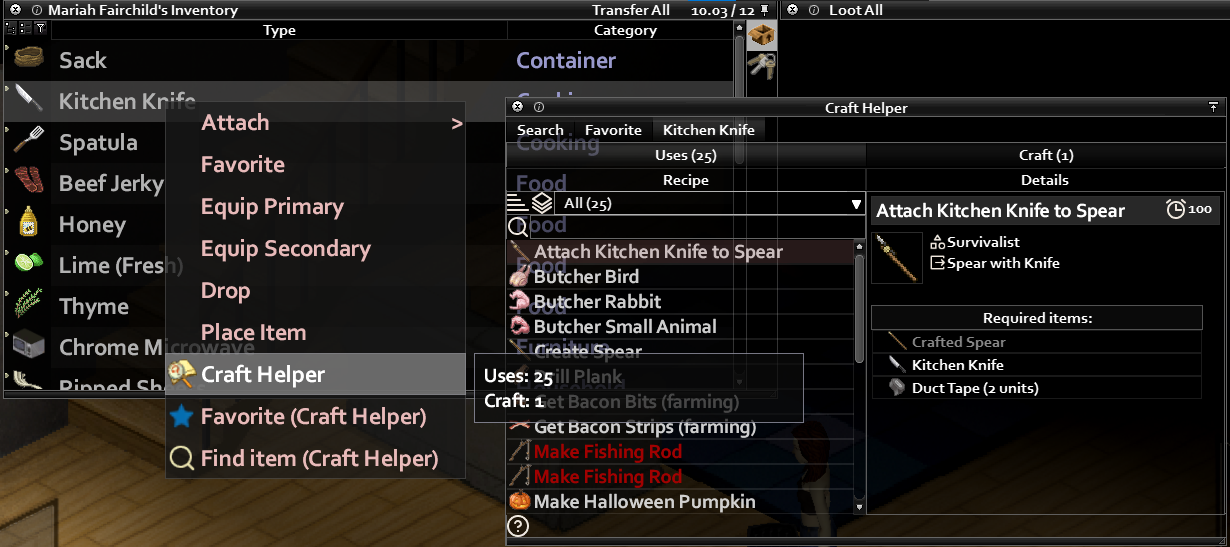 Mariah Fairchild's Inventory
Transfer All
10.03 / 12
Loot All
Type
Category
Sack
Container
Kitchen Knife
Spatula
Cooking
Beef Jerky
Food
Honey
Food
Lime (Fresh)
Food
Thyme
Food
Chrome Microwave
Furniture
Ripped Sheets
Household
Attach >
Favorite
Equip Primary
Equip Secondary
Drop
Place Item
Craft Helper
Favorite (Craft Helper)
Find item (Craft Helper)
Uses: 25
Craft: 1
Craft Helper
Search
Favorite
Kitchen Knife
Uses (25)
Craft (1)
Recipe
Details
All (25)
Attach Kitchen Knife to Spear
Butcher Bird
Butcher Rabbit
Butcher Small Animal
Create Spear
Drill Plank
Get Bacon Bits (farming)
Get Bacon Strips (farming)
Make Fishing Rod
Make Fishing Rod
Make Halloween Pumpkin
Attach Kitchen Knife to Spear
100
Survivalist
Spear with Knife
Required items:
Crafted Spear
Kitchen Knife
Duct Tape (2 units)